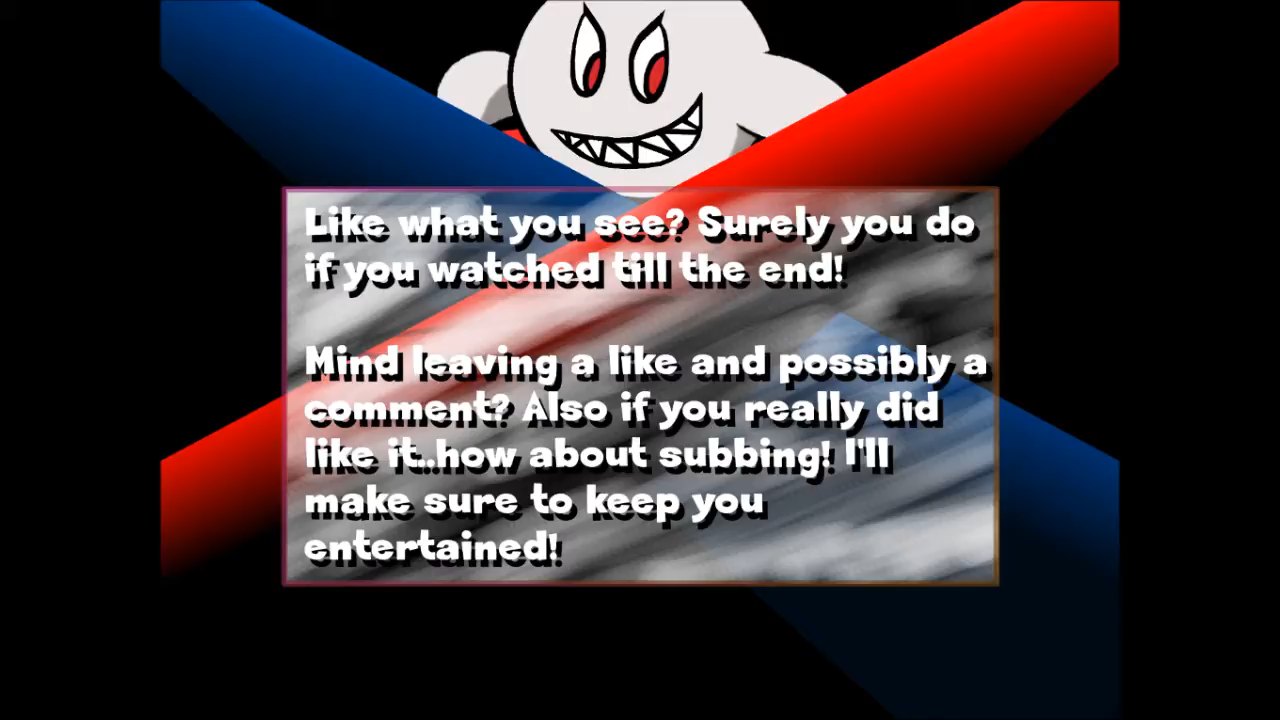 Like what you see? Surely you do
if you watched till the end!
Mind leaving a like and possibly a
comment? Also if you really did
like it..how about subbing! I'll
make sure to keep you
entertained!